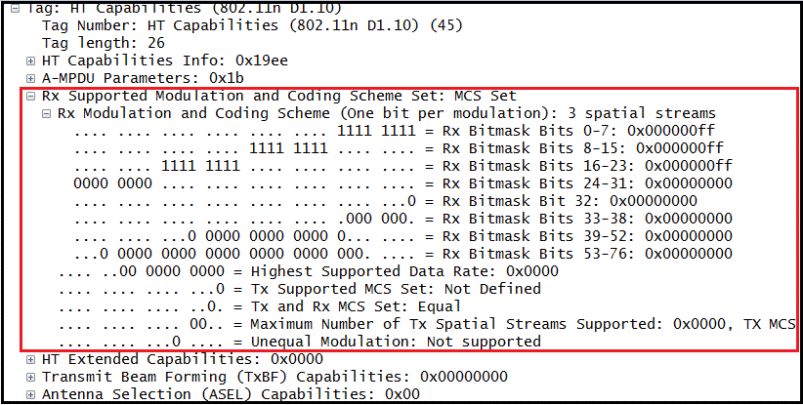 Tag: HT Capabilities (802.11n D1.10)
Tag Number: HT Capabilities (802.11n D1.10) (45)
Tag length: 26
HT Capabilities Info: 0x19ee
A-MPDU Parameters: 0x1b
Rx Supported Modulation and Coding Scheme Set: MCS Set
Rx Modulation and Coding Scheme (One bit per modulation): 3 spatial streams
.... .... .... .... .... .... 1111 1111 = Rx Bitmask Bits 0-7: 0x000000ff
.... .... .... .... 1111 1111 .... .... = Rx Bitmask Bits 8-15: 0x000000ff
.... .... 1111 1111 .... .... .... .... = Rx Bitmask Bits 16-23: 0x000000ff
0000 0000 .... .... .... .... .... .... = Rx Bitmask Bits 24-31: 0x00000000
.... .... .... .... .... .... .... ...0 = Rx Bitmask Bit 32: 0x00000000
.... .... .... .... .... .... .000 000. = Rx Bitmask Bits 33-38: 0x00000000
.... .... ...0 0000 0000 0000 0... .... = Rx Bitmask Bits 39-52: 0x00000000
...0 0000 0000 0000 0000 0000 000. .... = Rx Bitmask Bits 53-76: 0x00000000
.... ..00 0000 0000 = Highest Supported Data Rate: 0x0000
.... .... .... ...0 = Tx Supported MCS Set: Not Defined
.... .... .... ..0. = Tx and Rx MCS Set: Equal
.... .... .... 00.. = Maximum Number of Tx Spatial Streams Supported: 0x0000, TX MCS
.... .... ...0 .... = Unequal Modulation: Not supported
HT Extended Capabilities: 0x0000
Transmit Beam Forming (TxBF) Capabilities: 0x00000000
Antenna Selection (ASEL) Capabilities: 0x00